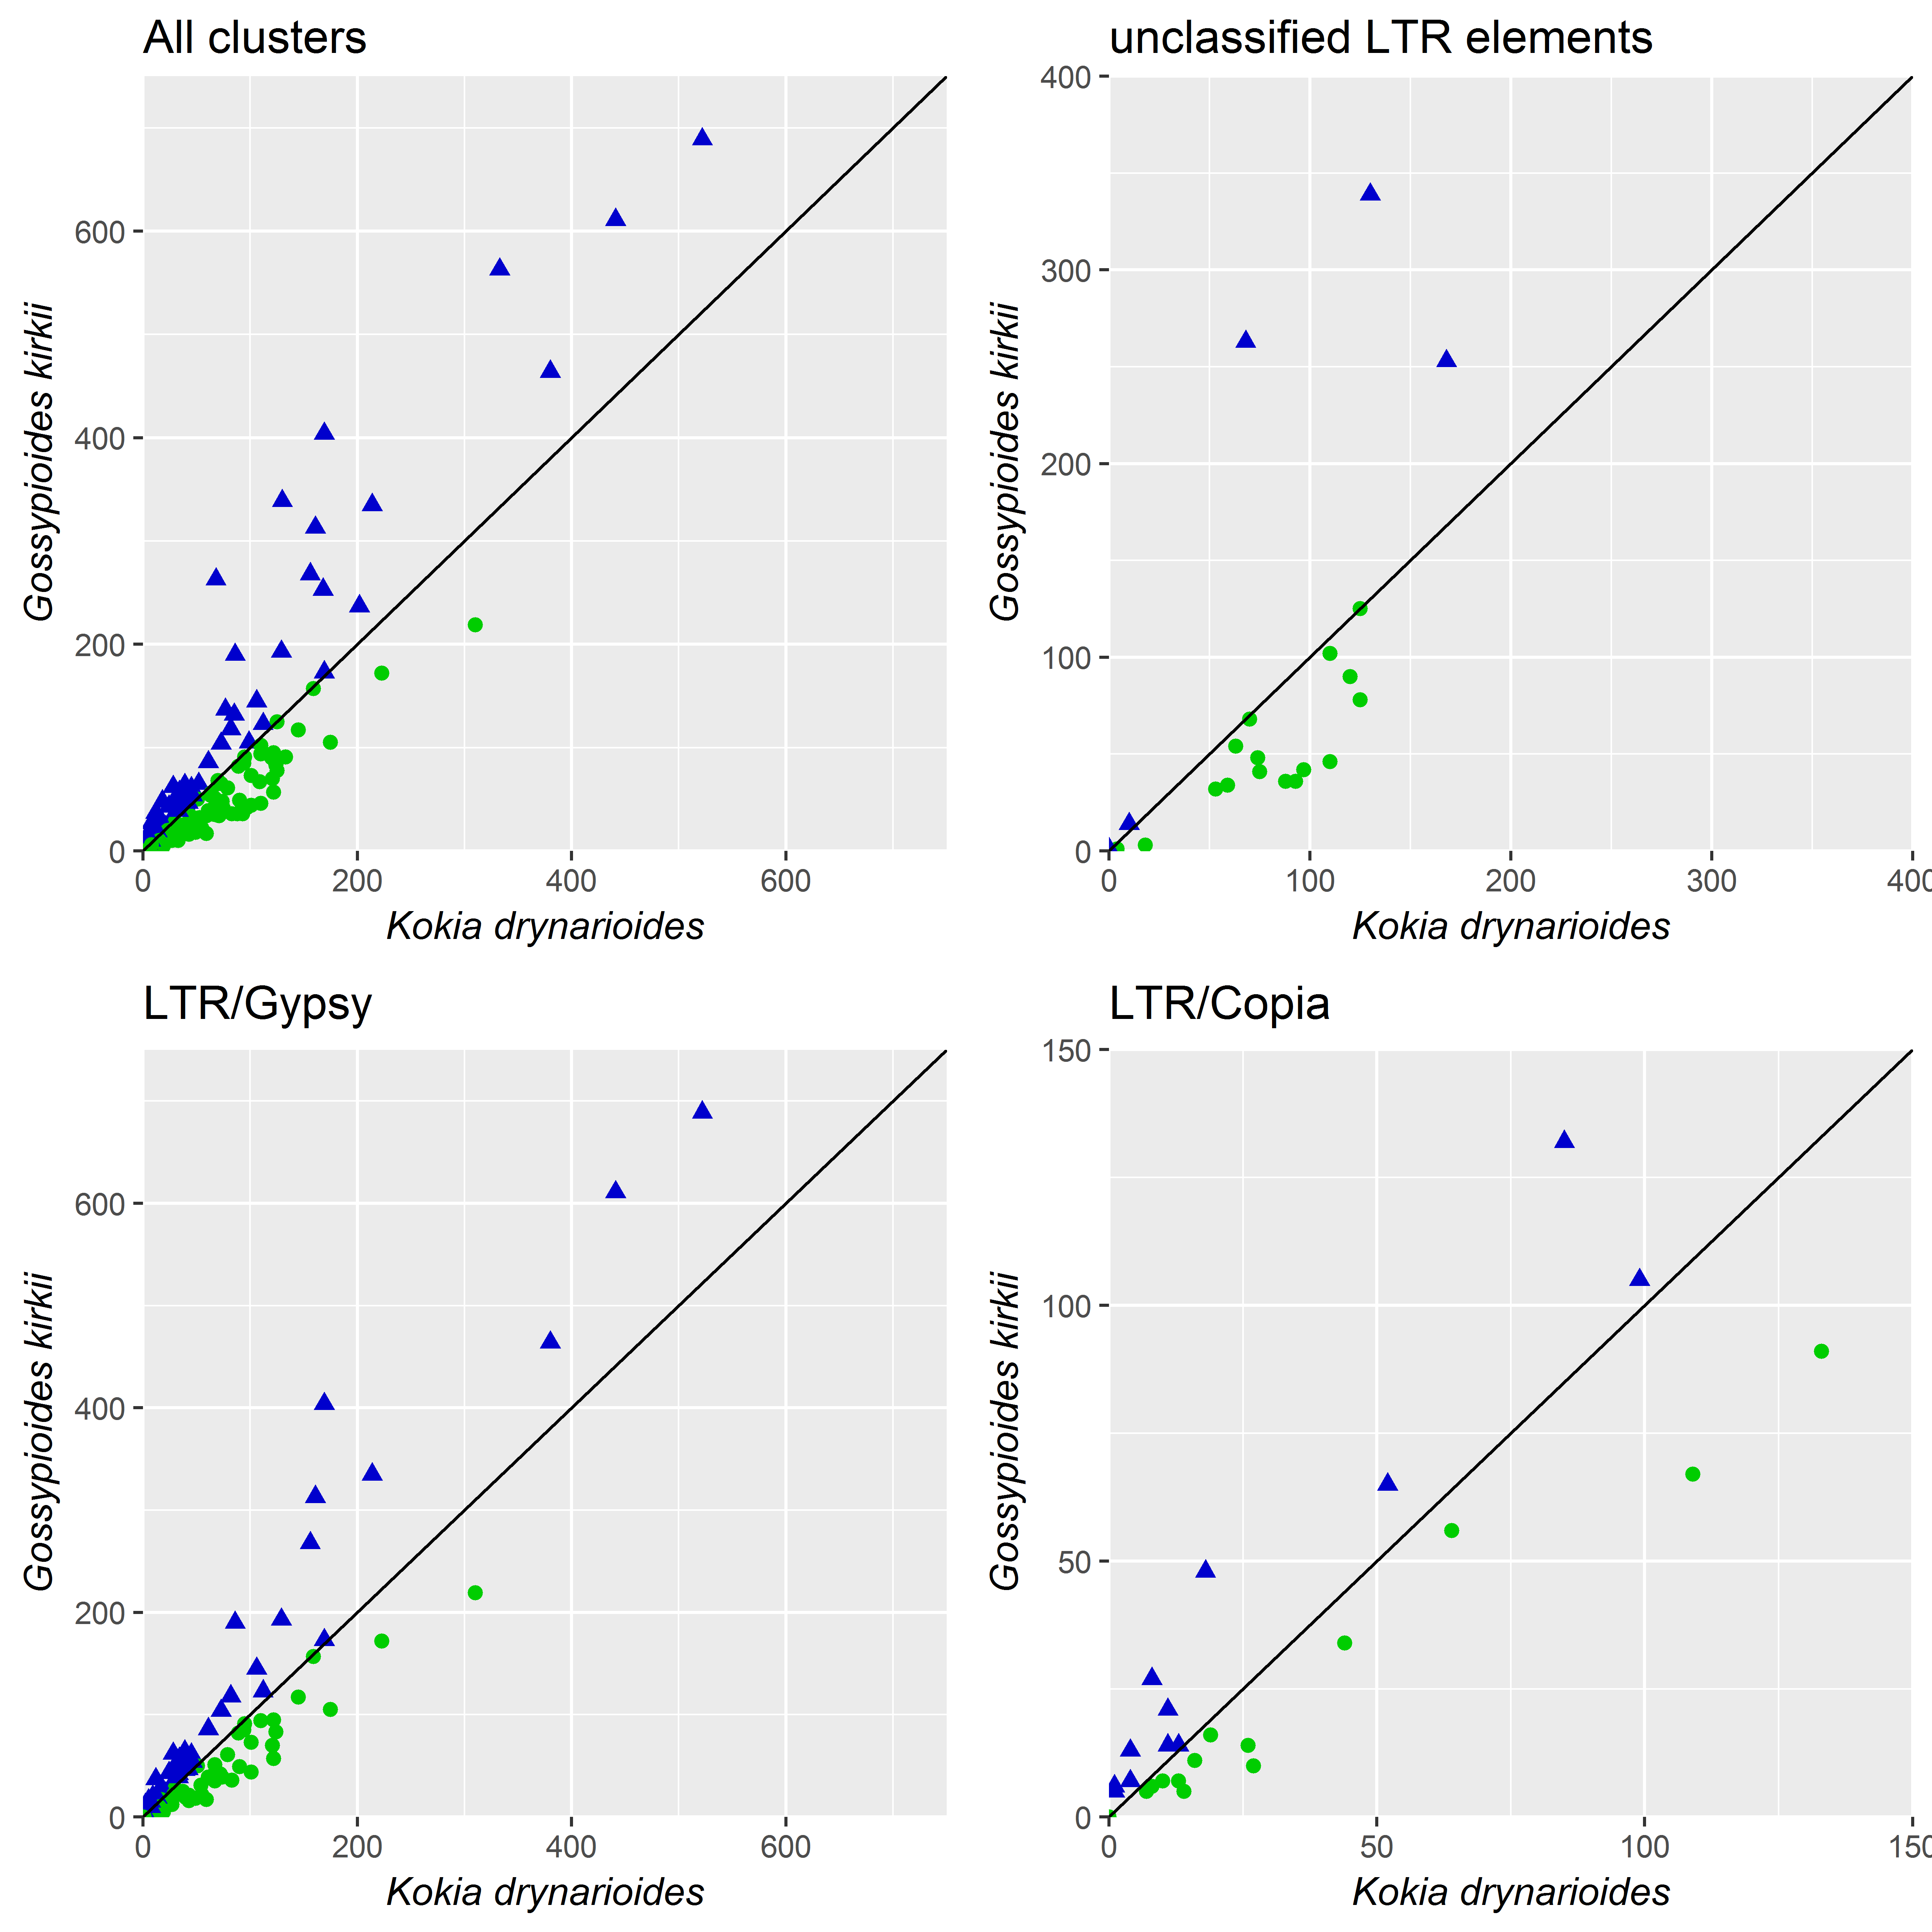 All clusters
Gossypioides kirkii
600
400
200
0
0 200 400 600
Kokia drynarioides
unclassified LTR elements
Gossypioides kirkii
400
300
200
100
0
0 100 200 300 400
Kokia drynarioides
LTR/Gypsy
Gossypioides kirkii
600
400
200
0
0 200 400 600
Kokia drynarioides
LTR/Copia
Gossypioides kirkii
150
100
50
0
0 50 100 150
Kokia drynarioides